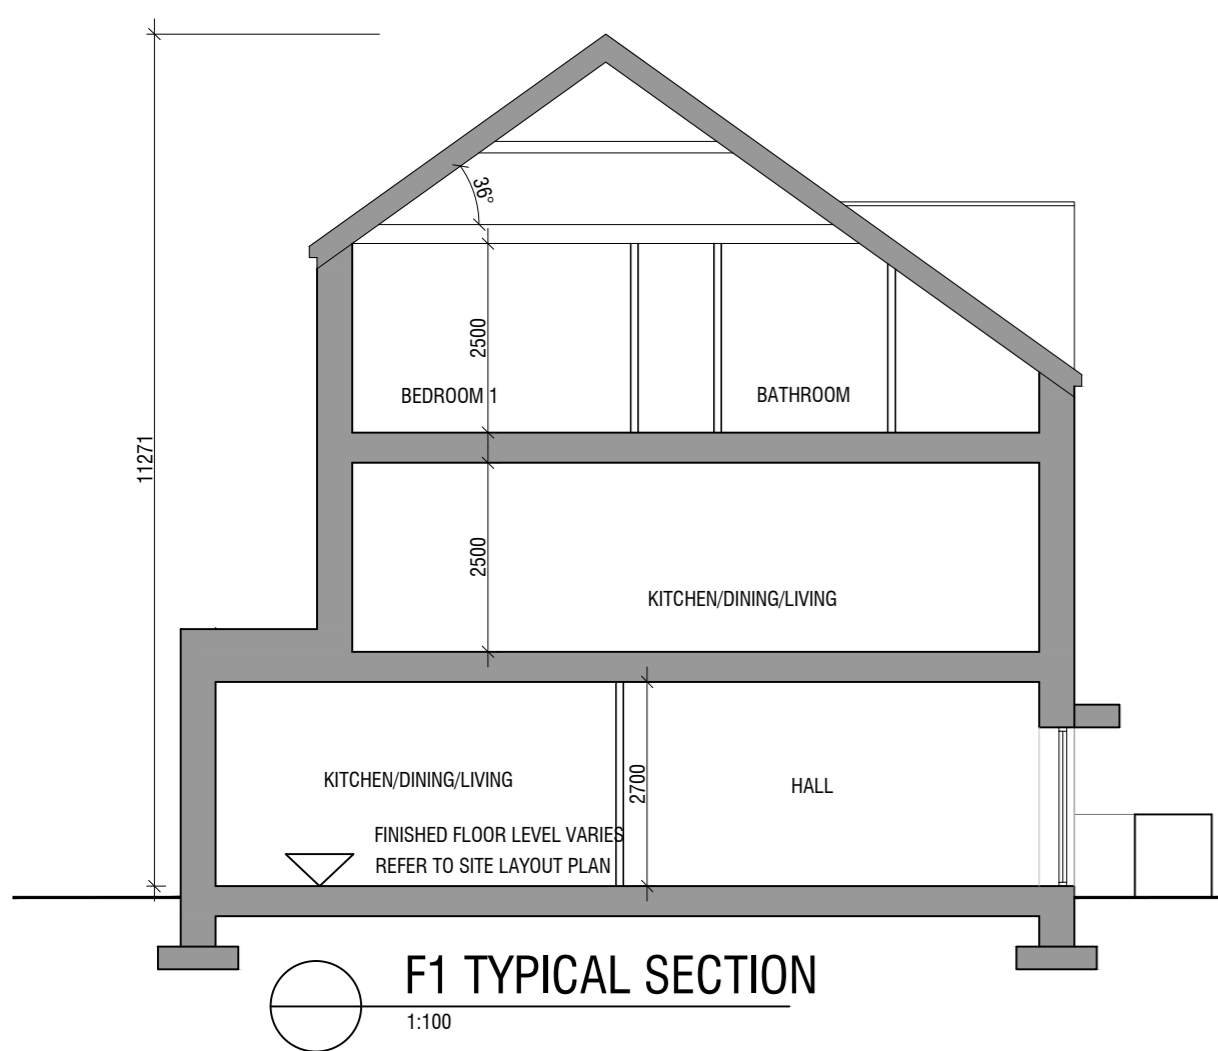 36°
2500
BEDROOM 1
BATHROOM
11271
2500
KITCHEN/DINING/LIVING
KITCHEN/DINING/LIVING
2700
HALL
FINISHED FLOOR LEVEL VARIES
REFER TO SITE LAYOUT PLAN
F1 TYPICAL SECTION
1:100